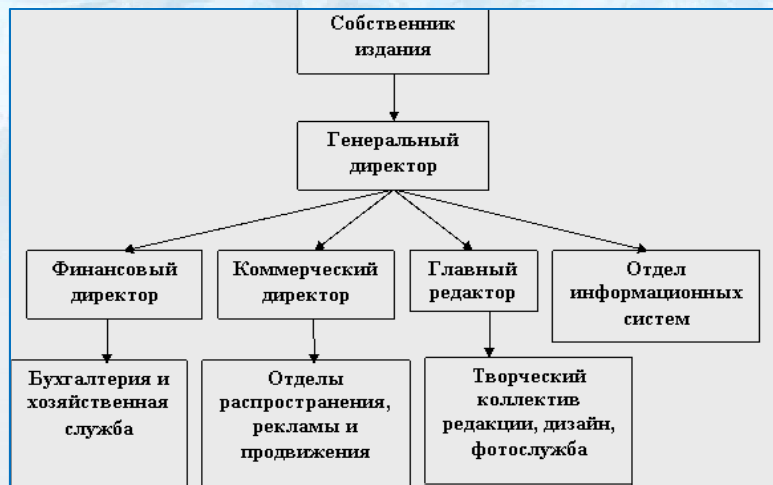 Собственник
издания
Генеральный
директор
Финансовый
директор
Коммерческий
директор
Главный
редактор
Отдел
информационных
систем
Бухгалтерия и
хозяйственная
служба
Отделы
распространения,
рекламы и
продвижения
Творческий
коллектив
редакции, дизайн,
фотослужба